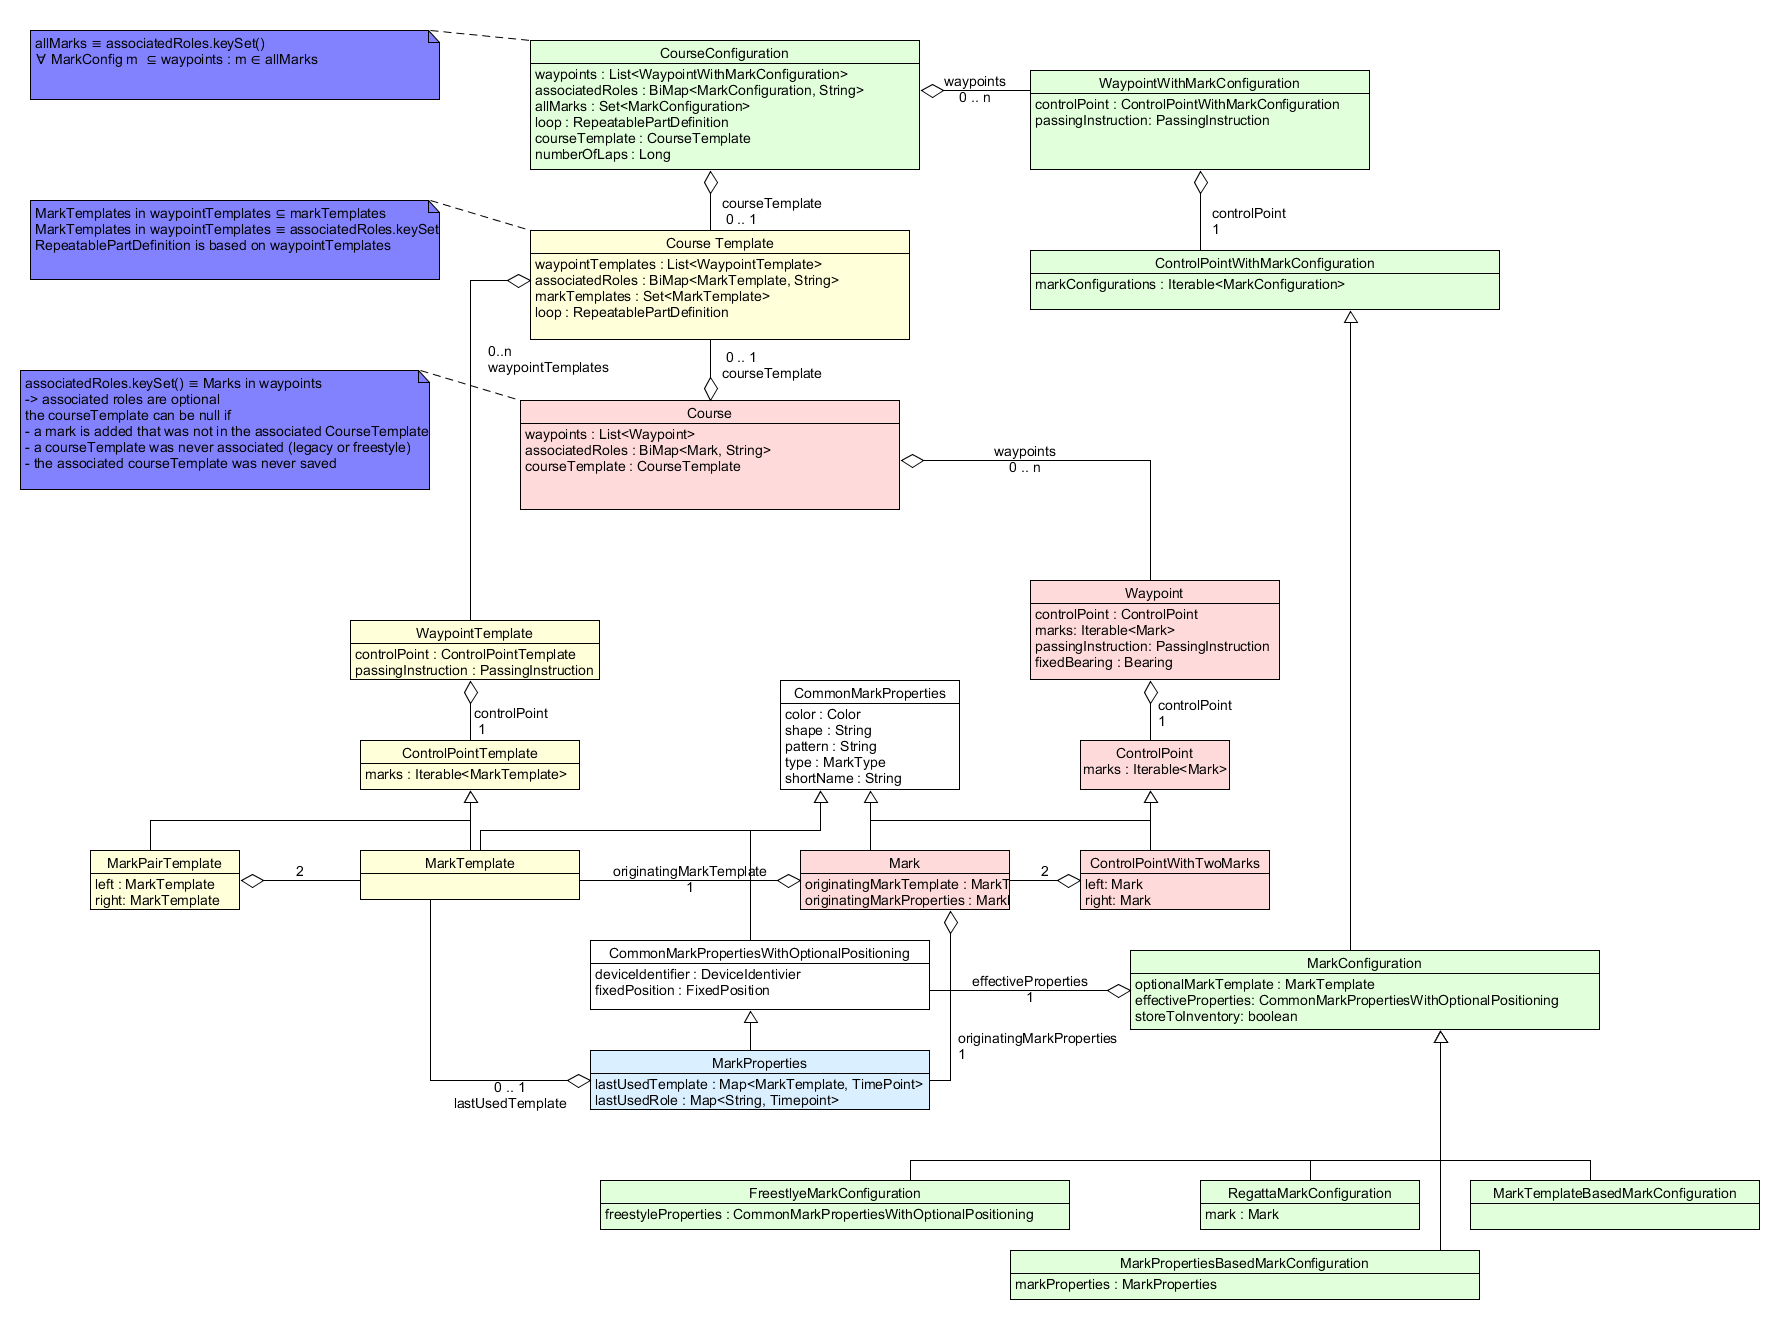 allMarks ≡ associatedRoles.keySet()
∀ MarkConfig m ⊆ waypoints : m ∈ allMarks
CourseConfiguration
waypoints : List<WaypointWithMarkConfiguration>
associatedRoles : BiMap<MarkConfiguration, String>
allMarks : Set<MarkConfiguration>
loop : RepeatablePartDefinition
courseTemplate : CourseTemplate
numberOfLaps : Long
waypoints
0 .. n
WaypointWithMarkConfiguration
controlPoint : ControlPointWithMarkConfiguration
passingInstruction: PassingInstruction
courseTemplate
0 .. 1
controlPoint
1
MarkTemplates in waypointTemplates ⊆ markTemplates
MarkTemplates in waypointTemplates ≡ associatedRoles.keySet
RepeatablePartDefinition is based on waypointTemplates
Course Template
waypointTemplates : List<WaypointTemplate>
associatedRoles : BiMap<MarkTemplate, String>
markTemplates : Set<MarkTemplate>
loop : RepeatablePartDefinition
ControlPointWithMarkConfiguration
markConfigurations : Iterable<MarkConfiguration>
0..n
waypointTemplates
0 .. 1
courseTemplate
associatedRoles.keySet() ≡ Marks in waypoints
-> associated roles are optional
the courseTemplate can be null if
- a mark is added that was not in the associated CourseTemplate
- a courseTemplate was never associated (legacy or freestyle)
- the associated courseTemplate was never saved
Course
waypoints : List<Waypoint>
associatedRoles : BiMap<Mark, String>
courseTemplate : CourseTemplate
waypoints
0 .. n
Waypoint
controlPoint : ControlPoint
marks: Iterable<Mark>
passingInstruction: PassingInstruction
fixedBearing : Bearing
WaypointTemplate
controlPoint : ControlPointTemplate
passingInstruction : PassingInstruction
controlPoint
1
CommonMarkProperties
color : Color
shape : String
pattern : String
type : MarkType
shortName : String
controlPoint
1
ControlPointTemplate
marks : Iterable<MarkTemplate>
ControlPoint
marks : Iterable<Mark>
MarkPairTemplate
left : MarkTemplate
right: MarkTemplate
2
MarkTemplate
originatingMarkTemplate
1
Mark
originatingMarkTemplate : MarkT
originatingMarkProperties : Mark
2
ControlPointWithTwoMarks
left: Mark
right: Mark
CommonMarkPropertiesWithOptionalPositioning
deviceIdentifier : DeviceIdentivier
fixedPosition : FixedPosition
effectiveProperties
1
MarkConfiguration
optionalMarkTemplate : MarkTemplate
effectiveProperties: CommonMarkPropertiesWithOptionalPositioning
storeToInventory: boolean
originatingMarkProperties
1
MarkProperties
lastUsedTemplate : Map<MarkTemplate, TimePoint>
lastUsedRole : Map<String, Timepoint>
0 .. 1
lastUsedTemplate
FreestlyeMarkConfiguration
freestyleProperties : CommonMarkPropertiesWithOptionalPositioning
RegattaMarkConfiguration
mark : Mark
MarkTemplateBasedMarkConfiguration
MarkPropertiesBasedMarkConfiguration
markProperties : MarkProperties